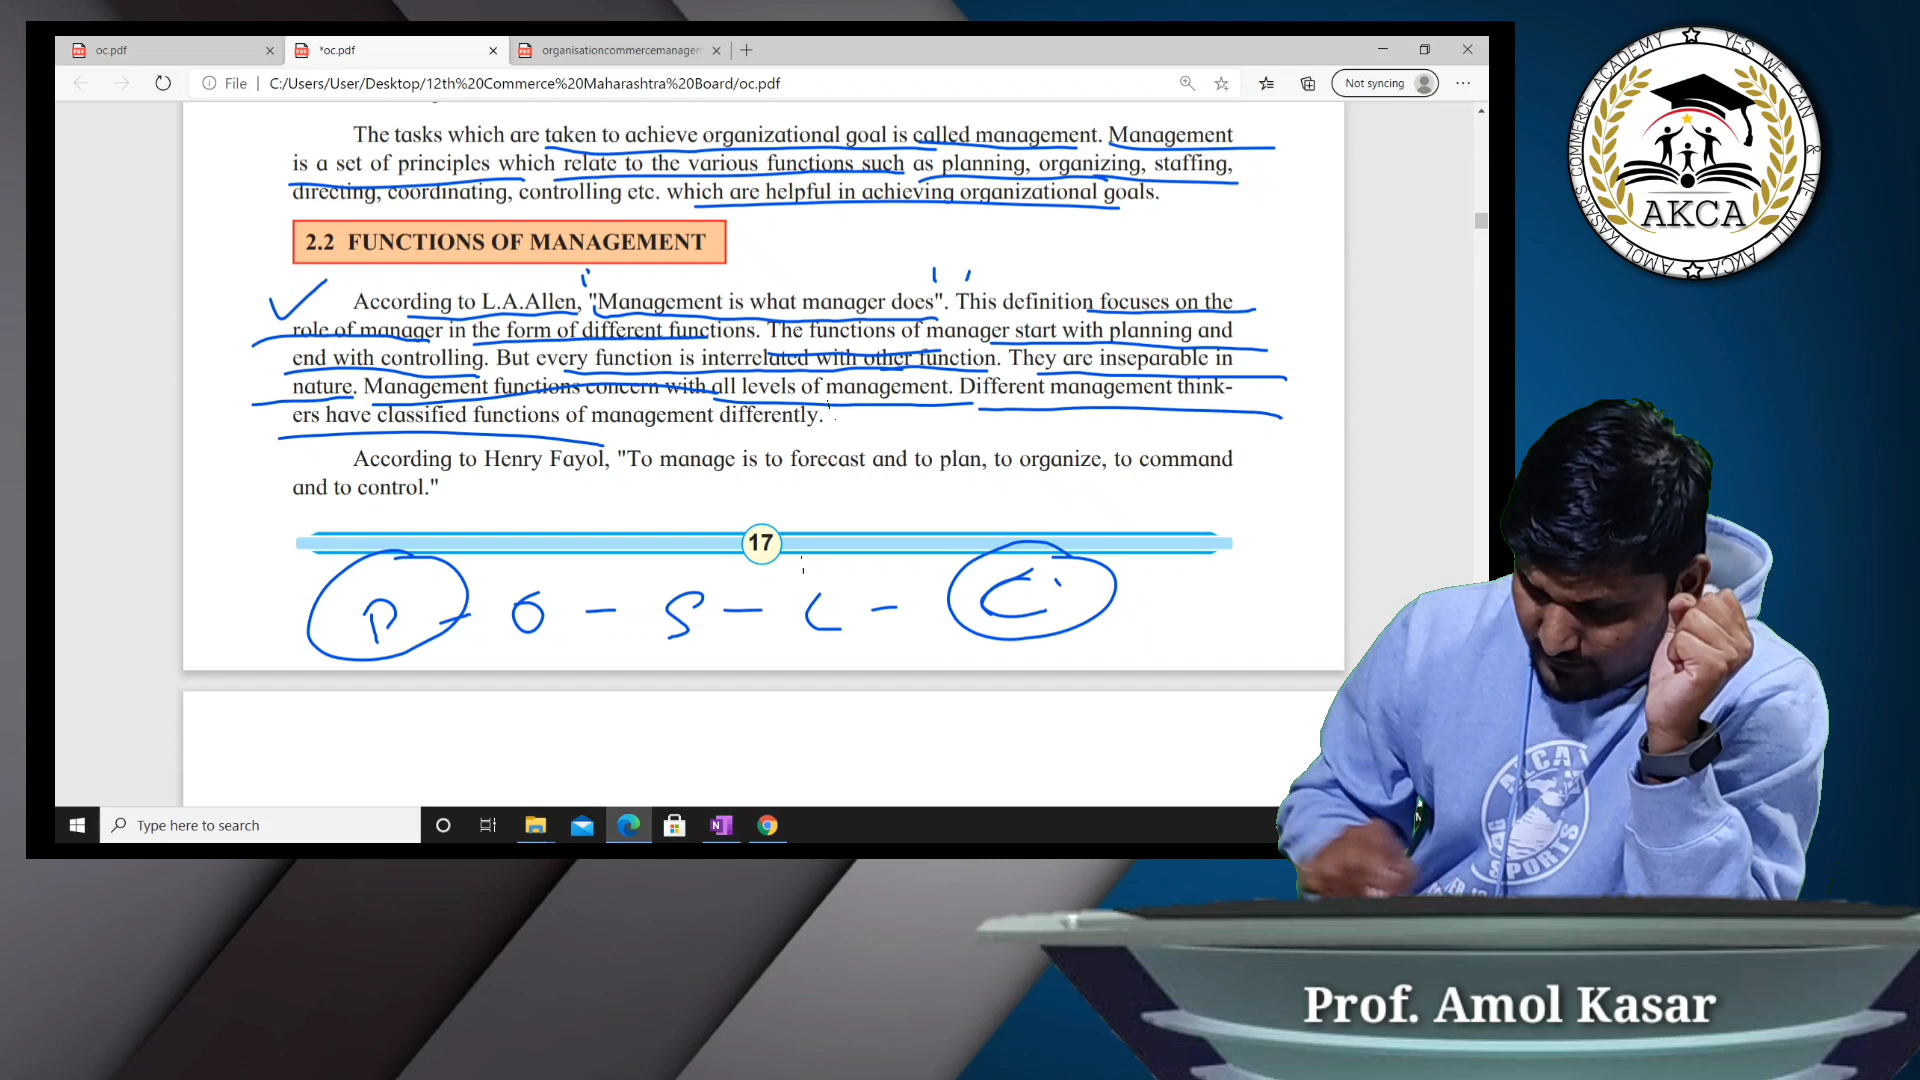 oc.pdf
*oc.pdf
organisationcommercemanagen
File
C:/Users/User/Desktop/12th%20Commerce%20Maharashtra%20Board/oc.pdf
Not syncing
The tasks which are taken to achieve organizational goal is called management. Management
is a set of principles which relate to the various functions such as planning, organizing, staffing,
directing, coordinating, controlling etc. which are helpful in achieving organizational goals.
2.2 FUNCTIONS OF MANAGEMENT
According to L.A.Allen, "Management is what manager does". This definition focuses on the
role of manager in the form of different functions. The functions of manager start with planning and
end with controlling. But every function is interrelated with other function. They are inseparable in
nature. Management functions concern with all levels of management. Different management think-
ers have classified functions of management differently.
According to Henry Fayol, "To manage is to forecast and to plan, to organize, to command
and to control."
17
P - O - S - L - C
Type here to search
AMOL KASAR'S COMMERCE ACADEMY
YES WE CAN & WE WILL
AKCA
AKCA
Prof. Amol Kasar